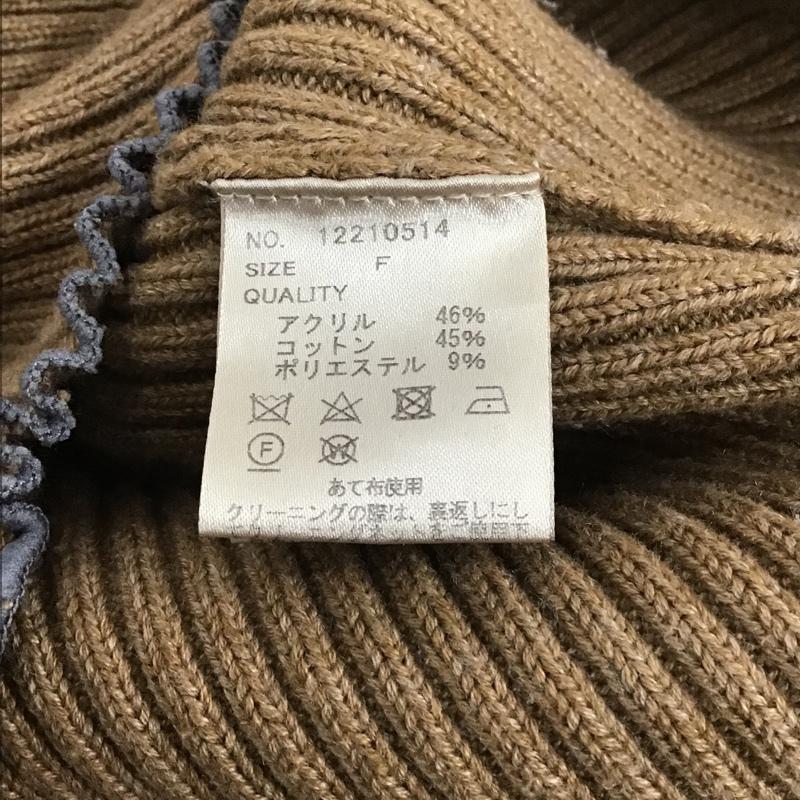 NO. 12210514
SIZE F
QUALITY
アクリル 46%
コットン 45%
ポリエステル 9%
F
W
あて布使用
クリーニングの際は、裏返しにし